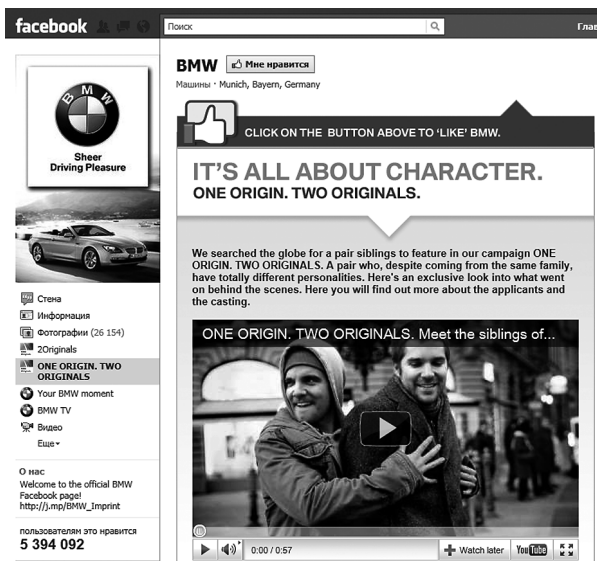 facebook
Поиск
Глав
BMW
Мне нравится
Машины · Munich, Bayern, Germany
BMW
Sheer
Driving Pleasure
CLICK ON THE BUTTON ABOVE TO ‘LIKE’ BMW.
IT’S ALL ABOUT CHARACTER.
ONE ORIGIN. TWO ORIGINALS.
We searched the globe for a pair siblings to feature in our campaign ONE
ORIGIN. TWO ORIGINALS. A pair who, despite coming from the same family,
have totally different personalities. Here's an exclusive look into what went
on behind the scenes. Here you will find out more about the applicants and
the casting.
Стена
Информация
Фотографии (26 154)
2Originals
ONE ORIGIN. TWO
ORIGINALS
Your BMW moment
BMW TV
Видео
Еще
О нас
Welcome to the official BMW
Facebook page!
http://j.mp/BMW_Imprint
пользователям это нравится
5 394 092
ONE ORIGIN. TWO ORIGINALS. Meet the siblings of...
0:00 / 0:57
Watch later
YouTube